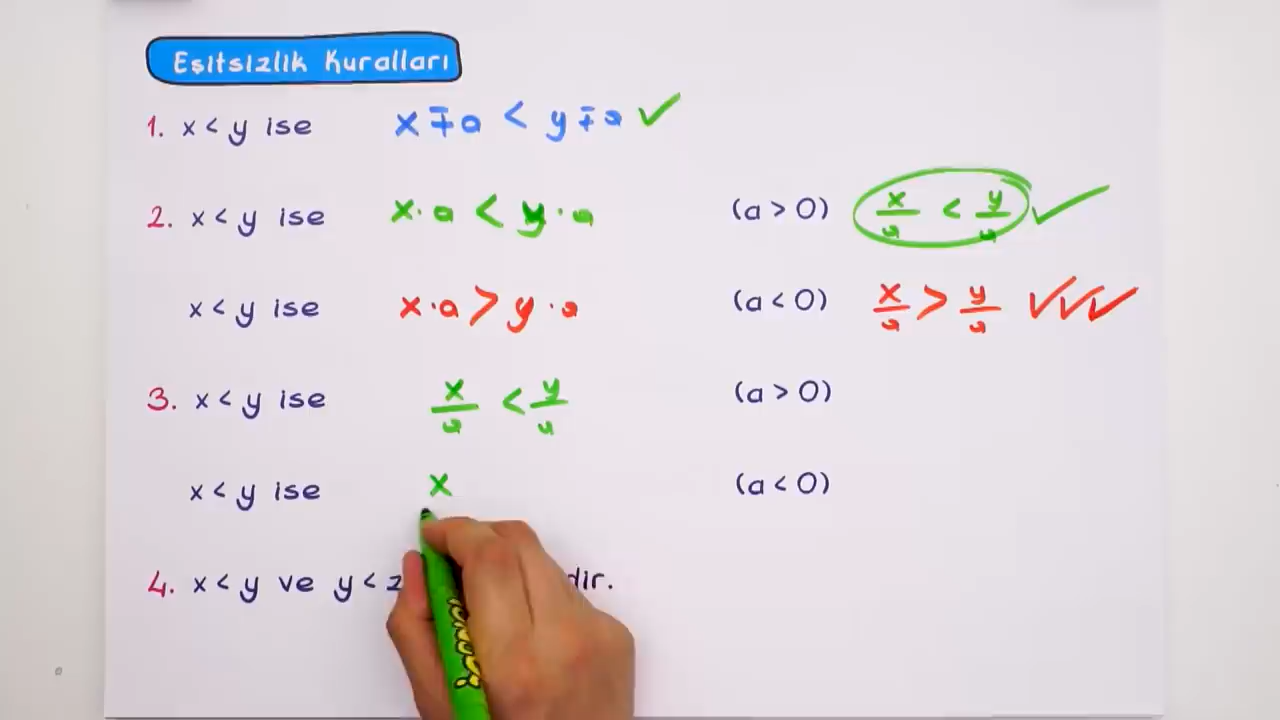 Eşitsizlik Kuralları
1. x < y ise x ∓ a < y ∓ a ✓
2. x < y ise x · a < y · a (a > 0) x/a < y/a ✓
x < y ise x · a > y · a (a < 0) x/a > y/a ✓✓✓
3. x < y ise x/a < y/a (a > 0)
x < y ise x (a < 0)
4. x < y ve y < z dir.